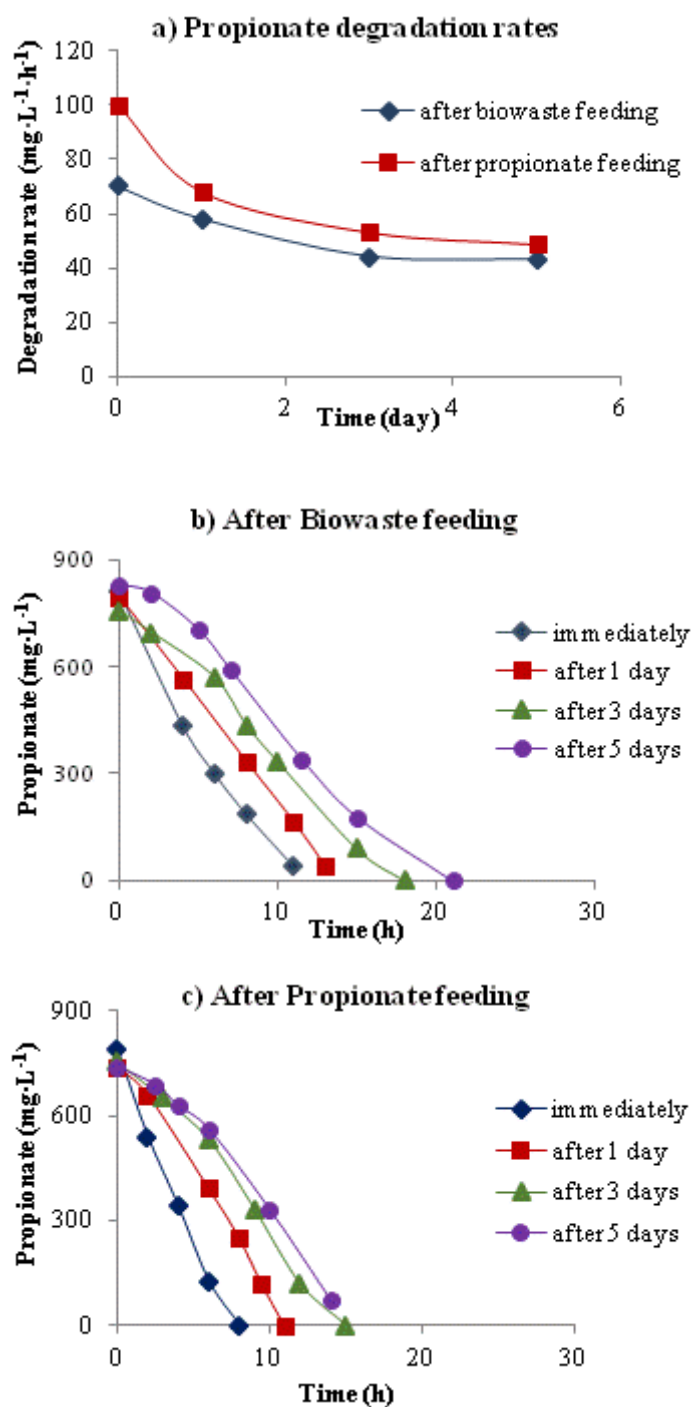 a) Propionate degradation rates
Degradation rate (mg·L⁻¹·h⁻¹)
120
100
80
60
40
20
0
after biowaste feeding
after propionate feeding
0 2 4 6
Time (day)
b) After Biowaste feeding
Propionate (mg·L⁻¹)
900
600
300
0
immediately
after 1 day
after 3 days
after 5 days
0 10 20 30
Time (h)
c) After Propionate feeding
Propionate (mg·L⁻¹)
900
600
300
0
immediately
after 1 day
after 3 days
after 5 days
0 10 20 30
Time (h)